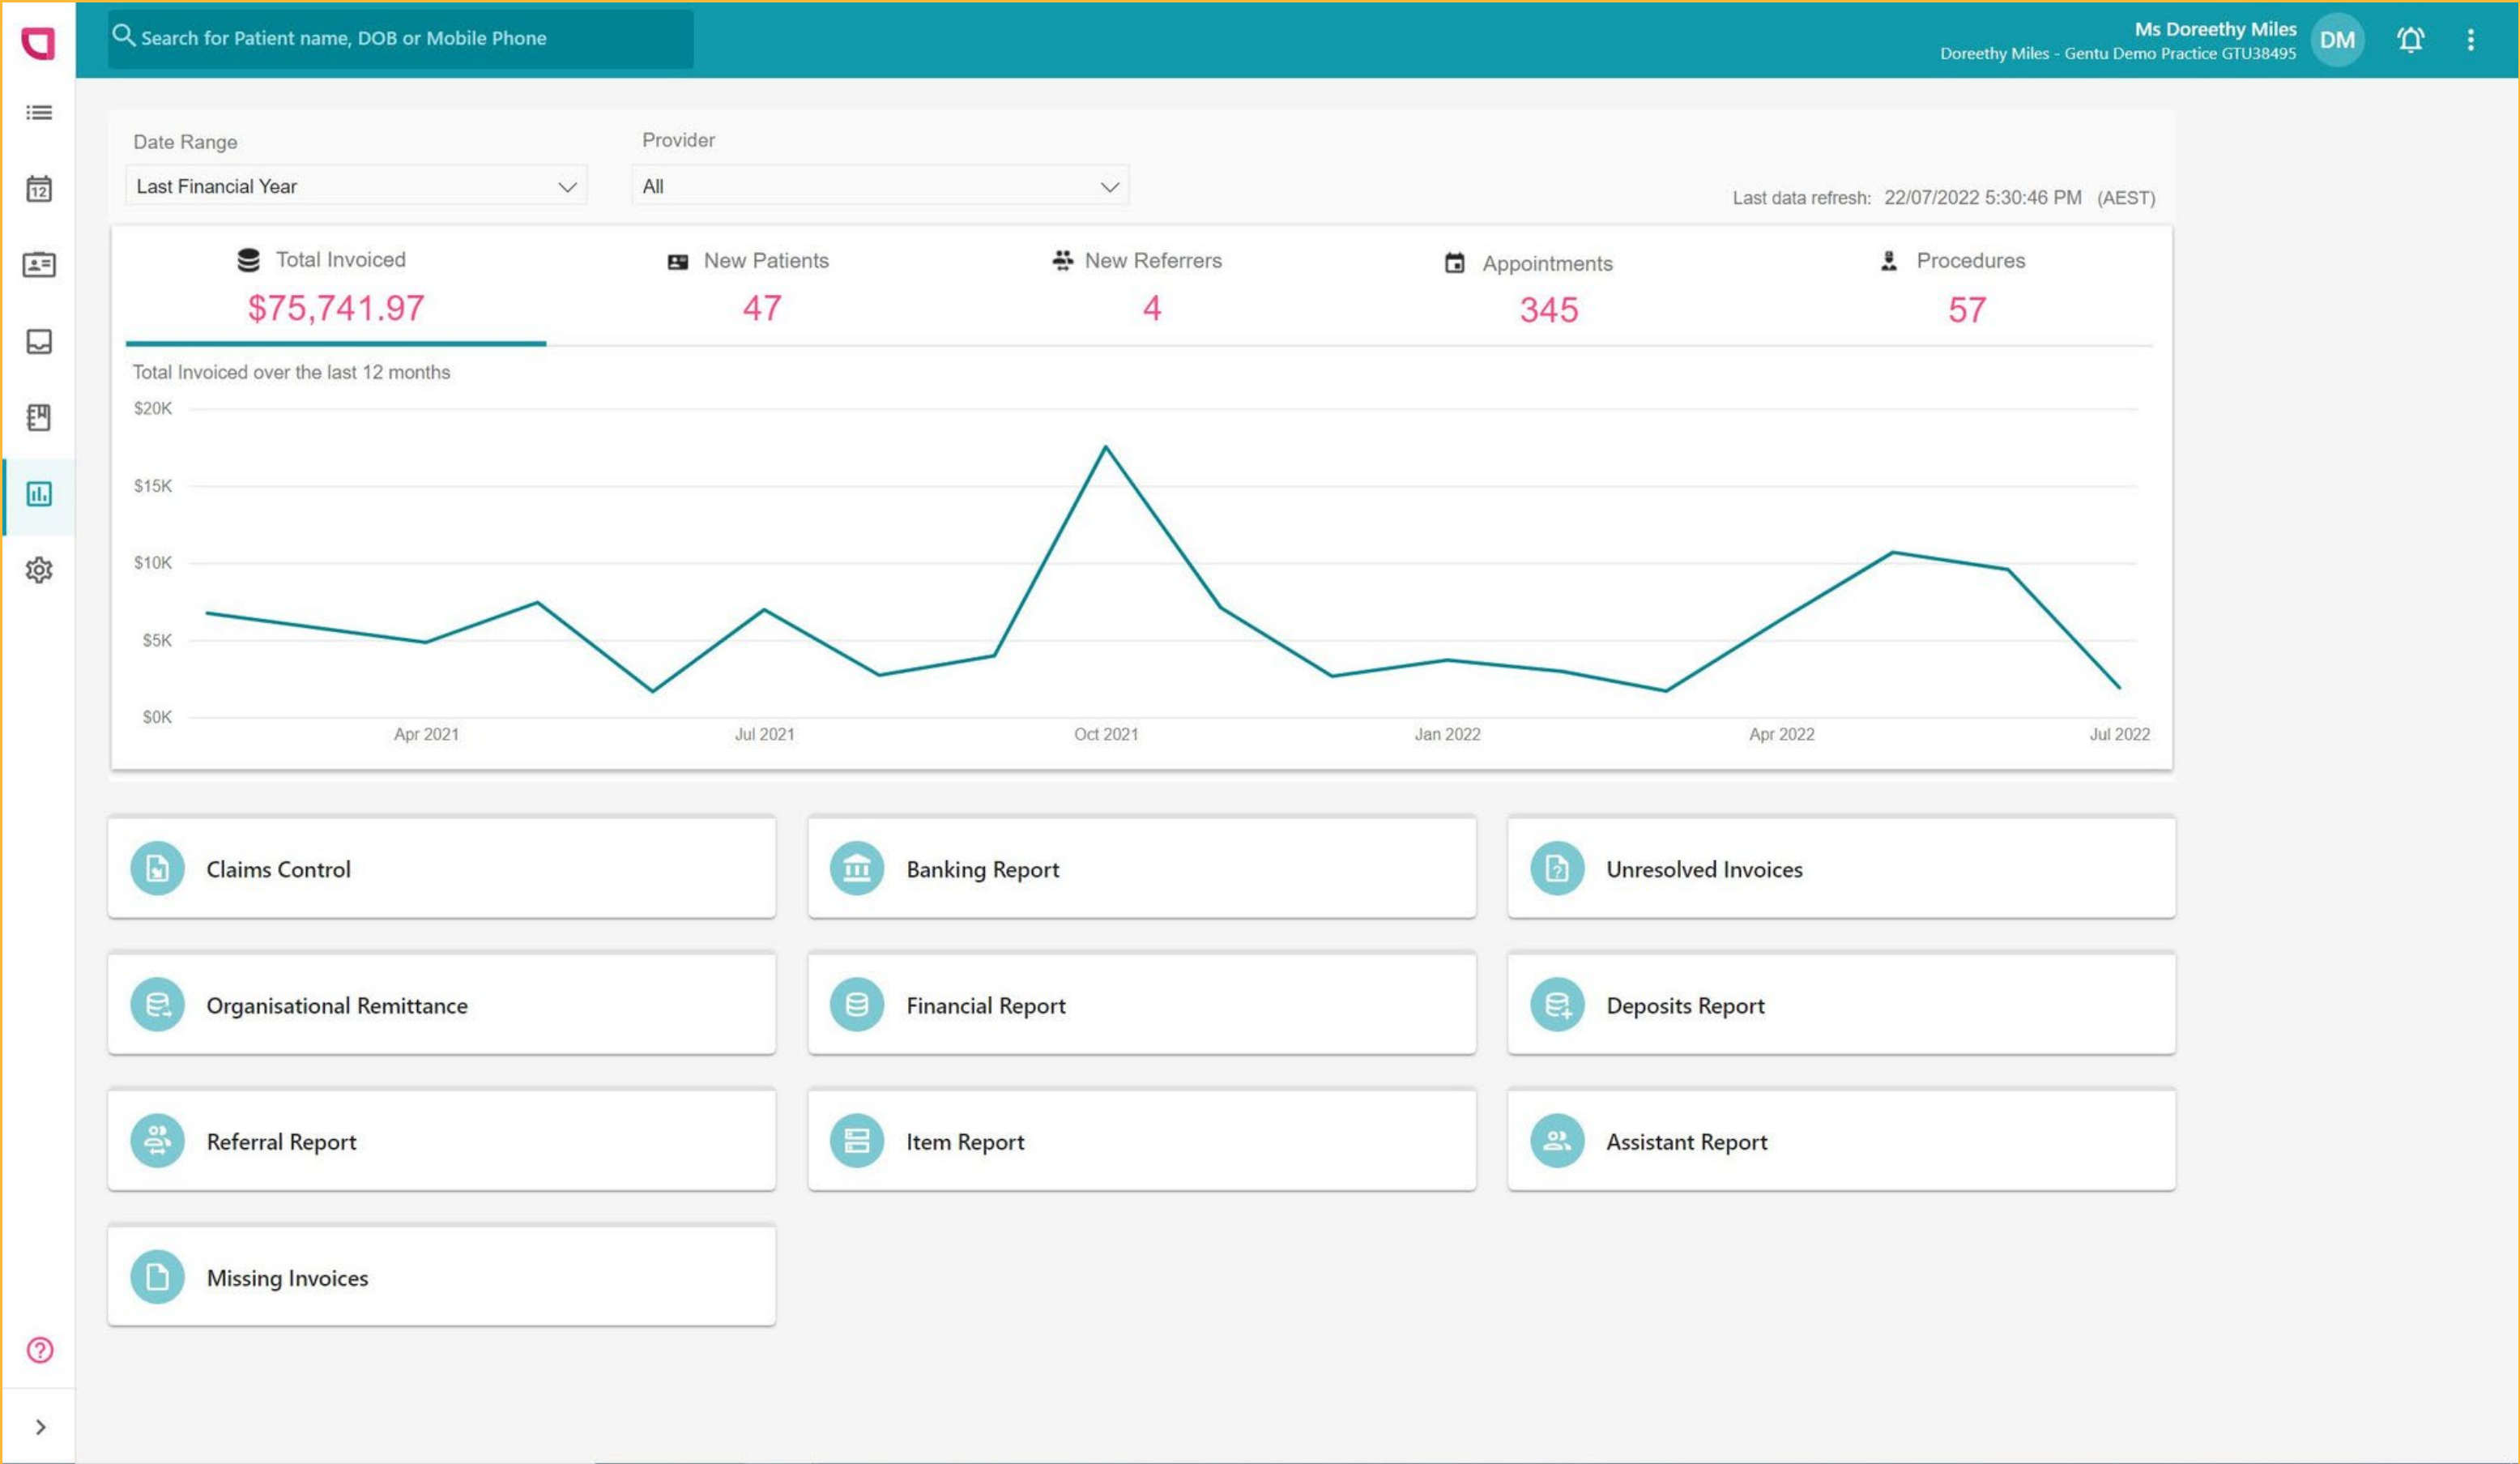 Search for Patient name, DOB or Mobile Phone
Ms Doreethy Miles
Doreethy Miles - Gentu Demo Practice GTU38495
DM
12
Date Range
Provider
Last Financial Year
All
Last data refresh: 22/07/2022 5:30:46 PM (AEST)
Total Invoiced
New Patients
New Referrers
Appointments
Procedures
$75,741.97
47
4
345
57
Total Invoiced over the last 12 months
$20K
$15K
$10K
$5K
$0K
Apr 2021
Jul 2021
Oct 2021
Jan 2022
Apr 2022
Jul 2022
Claims Control
Banking Report
Unresolved Invoices
Organisational Remittance
Financial Report
Deposits Report
Referral Report
Item Report
Assistant Report
Missing Invoices